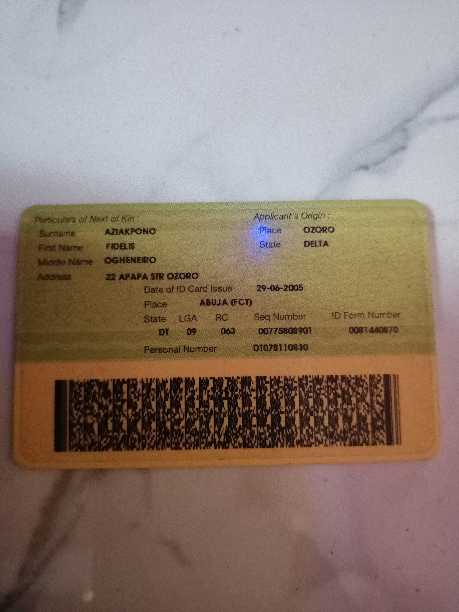 Particulars of Next of Kin :
Surname AZIAKPONO
First Name FIDELIS
Middle Name OGHENEIRO
Address 22 APAPA STR OZORO
Applicant's Origin :
Place OZORO
State DELTA
Date of ID Card Issue 29-06-2005
Place ABUJA (FCT)
State LGA RC Seq Number ID Form Number
DT 09 063 00775808901 0081440870
Personal Number